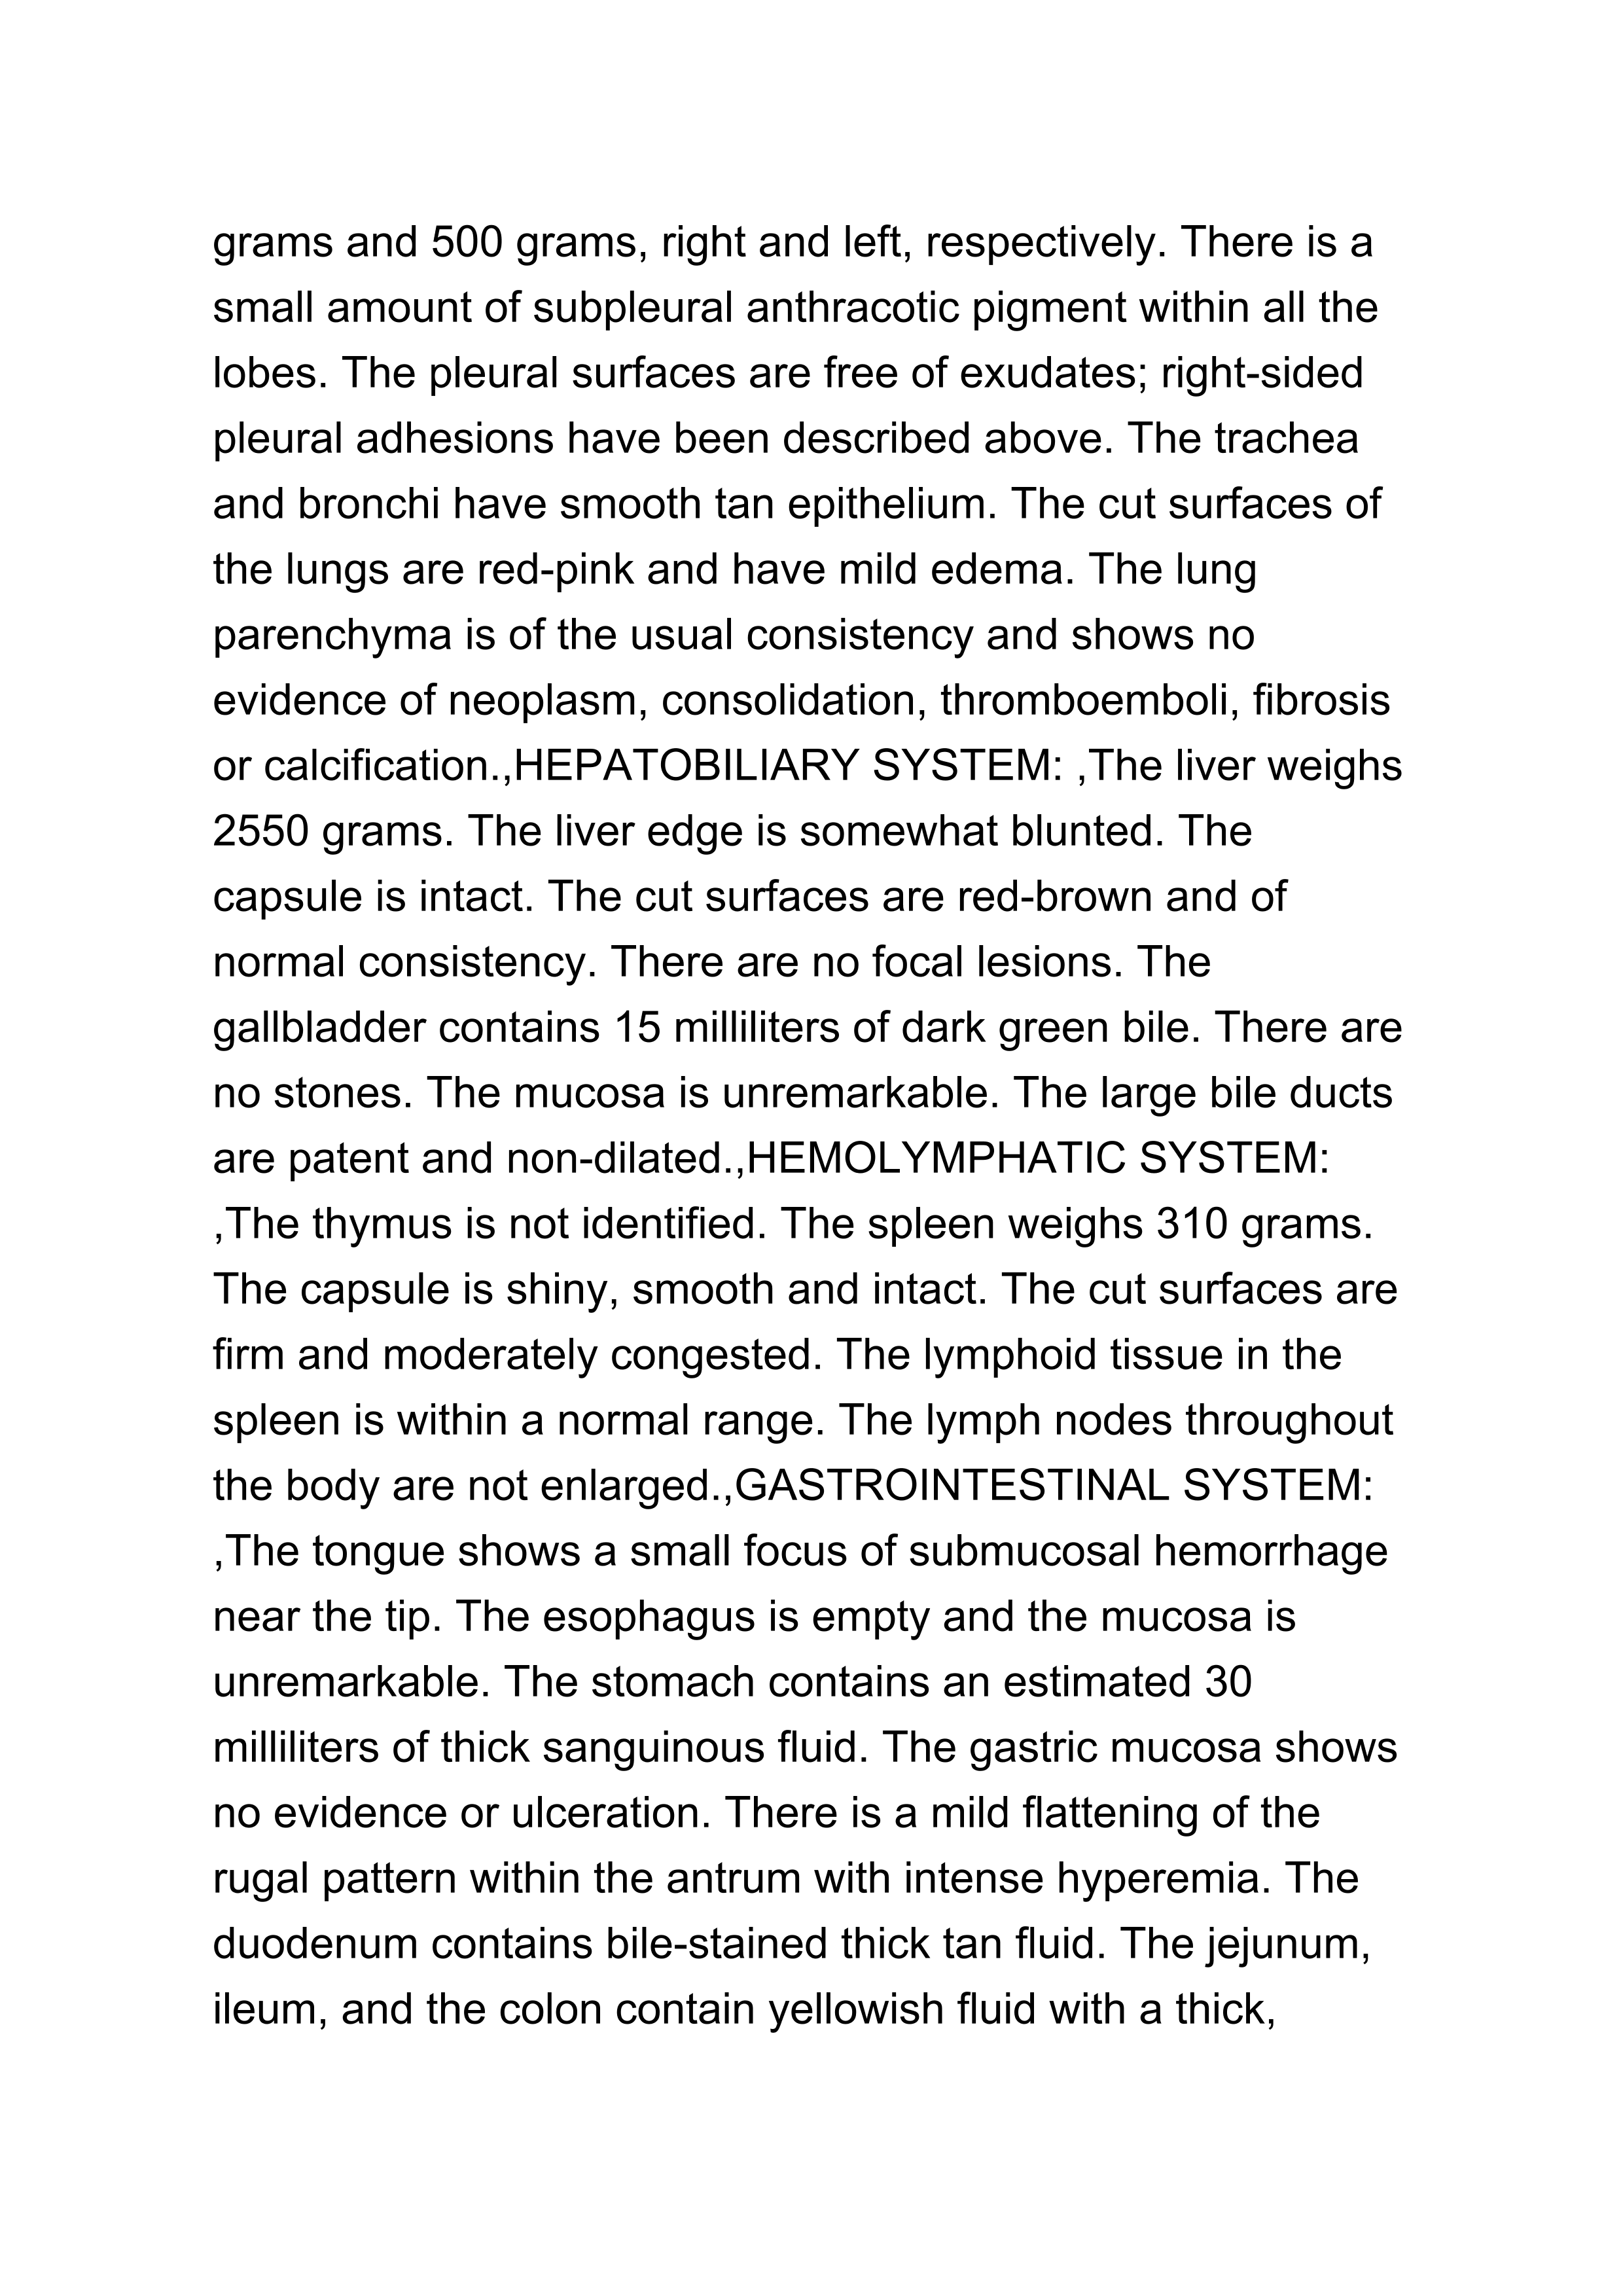 grams and 500 grams, right and left, respectively. There is a
small amount of subpleural anthracotic pigment within all the
lobes. The pleural surfaces are free of exudates; right-sided
pleural adhesions have been described above. The trachea
and bronchi have smooth tan epithelium. The cut surfaces of
the lungs are red-pink and have mild edema. The lung
parenchyma is of the usual consistency and shows no
evidence of neoplasm, consolidation, thromboemboli, fibrosis
or calcification.,HEPATOBILIARY SYSTEM: ,The liver weighs
2550 grams. The liver edge is somewhat blunted. The
capsule is intact. The cut surfaces are red-brown and of
normal consistency. There are no focal lesions. The
gallbladder contains 15 milliliters of dark green bile. There are
no stones. The mucosa is unremarkable. The large bile ducts
are patent and non-dilated.,HEMOLYMPHATIC SYSTEM:
,The thymus is not identified. The spleen weighs 310 grams.
The capsule is shiny, smooth and intact. The cut surfaces are
firm and moderately congested. The lymphoid tissue in the
spleen is within a normal range. The lymph nodes throughout
the body are not enlarged.,GASTROINTESTINAL SYSTEM:
,The tongue shows a small focus of submucosal hemorrhage
near the tip. The esophagus is empty and the mucosa is
unremarkable. The stomach contains an estimated 30
milliliters of thick sanguinous fluid. The gastric mucosa shows
no evidence or ulceration. There is a mild flattening of the
rugal pattern within the antrum with intense hyperemia. The
duodenum contains bile-stained thick tan fluid. The jejunum,
ileum, and the colon contain yellowish fluid with a thick,